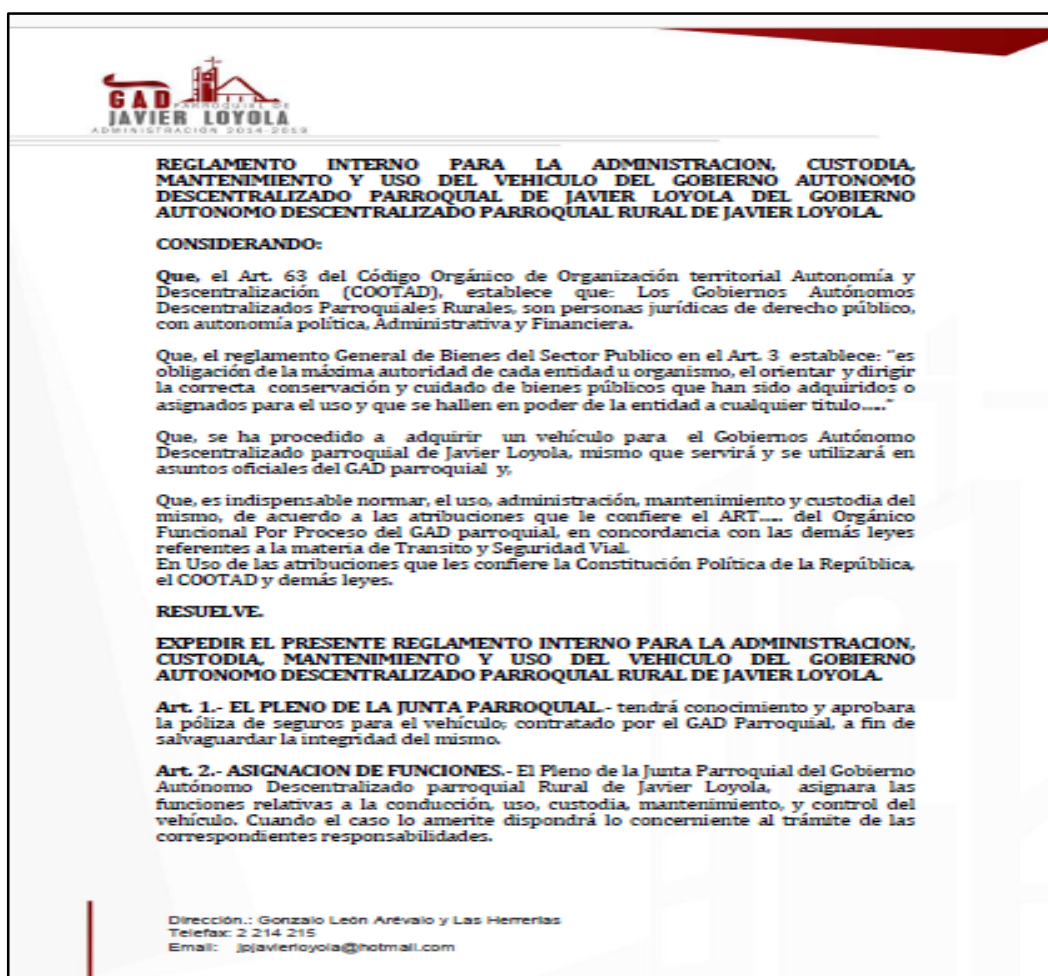 GAD
PARROQUIAL DE
JAVIER LOYOLA
ADMINISTRACIÓN 2014-2019
REGLAMENTO INTERNO PARA LA ADMINISTRACION, CUSTODIA,
MANTENIMIENTO Y USO DEL VEHICULO DEL GOBIERNO AUTONOMO
DESCENTRALIZADO PARROQUIAL DE JAVIER LOYOLA DEL GOBIERNO
AUTONOMO DESCENTRALIZADO PARROQUIAL RURAL DE JAVIER LOYOLA.
CONSIDERANDO:
Que, el Art. 63 del Código Orgánico de Organización territorial Autonomía y
Descentralización (COOTAD), establece que: Los Gobiernos Autónomos
Descentralizados Parroquiales Rurales, son personas jurídicas de derecho público,
con autonomía política, Administrativa y Financiera.
Que, el reglamento General de Bienes del Sector Publico en el Art. 3 establece: "es
obligación de la máxima autoridad de cada entidad u organismo, el orientar y dirigir
la correcta conservación y cuidado de bienes públicos que han sido adquiridos o
asignados para el uso y que se hallen en poder de la entidad a cualquier titulo....."
Que, se ha procedido a adquirir un vehículo para el Gobiernos Autónomo
Descentralizado parroquial de Javier Loyola, mismo que servirá y se utilizará en
asuntos oficiales del GAD parroquial y,
Que, es indispensable normar, el uso, administración, mantenimiento y custodia del
mismo, de acuerdo a las atribuciones que le confiere el ART..... del Orgánico
Funcional Por Proceso del GAD parroquial, en concordancia con las demás leyes
referentes a la materia de Transito y Seguridad Vial.
En Uso de las atribuciones que les confiere la Constitución Política de la República,
el COOTAD y demás leyes.
RESUELVE.
EXPEDIR EL PRESENTE REGLAMENTO INTERNO PARA LA ADMINISTRACION,
CUSTODIA, MANTENIMIENTO Y USO DEL VEHICULO DEL GOBIERNO
AUTONOMO DESCENTRALIZADO PARROQUIAL RURAL DE JAVIER LOYOLA.
Art. 1.- EL PLENO DE LA JUNTA PARROQUIAL.- tendrá conocimiento y aprobara
la póliza de seguros para el vehículo; contratado por el GAD Parroquial, a fin de
salvaguardar la integridad del mismo.
Art. 2.- ASIGNACION DE FUNCIONES.- El Pleno de la Junta Parroquial del Gobierno
Autónomo Descentralizado parroquial Rural de Javier Loyola, asignara las
funciones relativas a la conducción, uso, custodia, mantenimiento, y control del
vehículo. Cuando el caso lo amerite dispondrá lo concerniente al trámite de las
correspondientes responsabilidades.
Dirección.: Gonzalo León Arévalo y Las Herrerías
Telefax: 2 214 215
Email: jpjavierloyola@hotmail.com